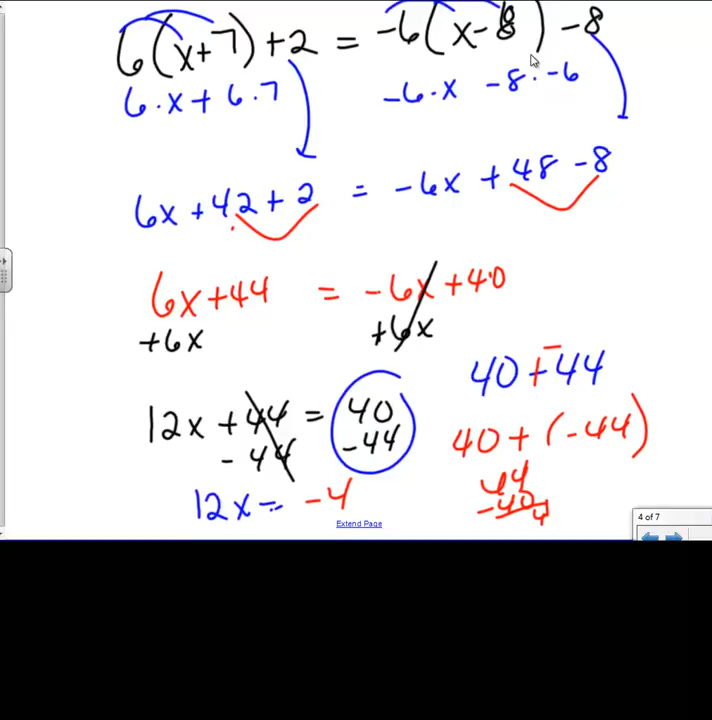 6(x+7)+2 = -6(x-8)-8
6·x+6·7 -6·x -8·-6
6x+42+2 = -6x+48-8
6x+44 = -6x+40
+6x +6x
40+-44
12x+44 = 40
-44 -44
40+(-44)
44
-40
4
12x= -4
Extend Page
4 of 7